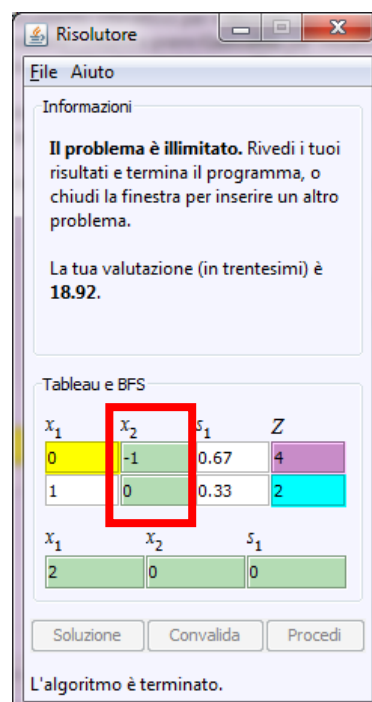 Risolutore
File Aiuto
Informazioni
Il problema è illimitato. Rivedi i tuoi
risultati e termina il programma, o
chiudi la finestra per inserire un altro
problema.
La tua valutazione (in trentesimi) è
18.92.
Tableau e BFS
x1 x2 s1 Z
0 -1 0.67 4
1 0 0.33 2
x1 x2 s1
2 0 0
Soluzione Convalida Procedi
L'algoritmo è terminato.